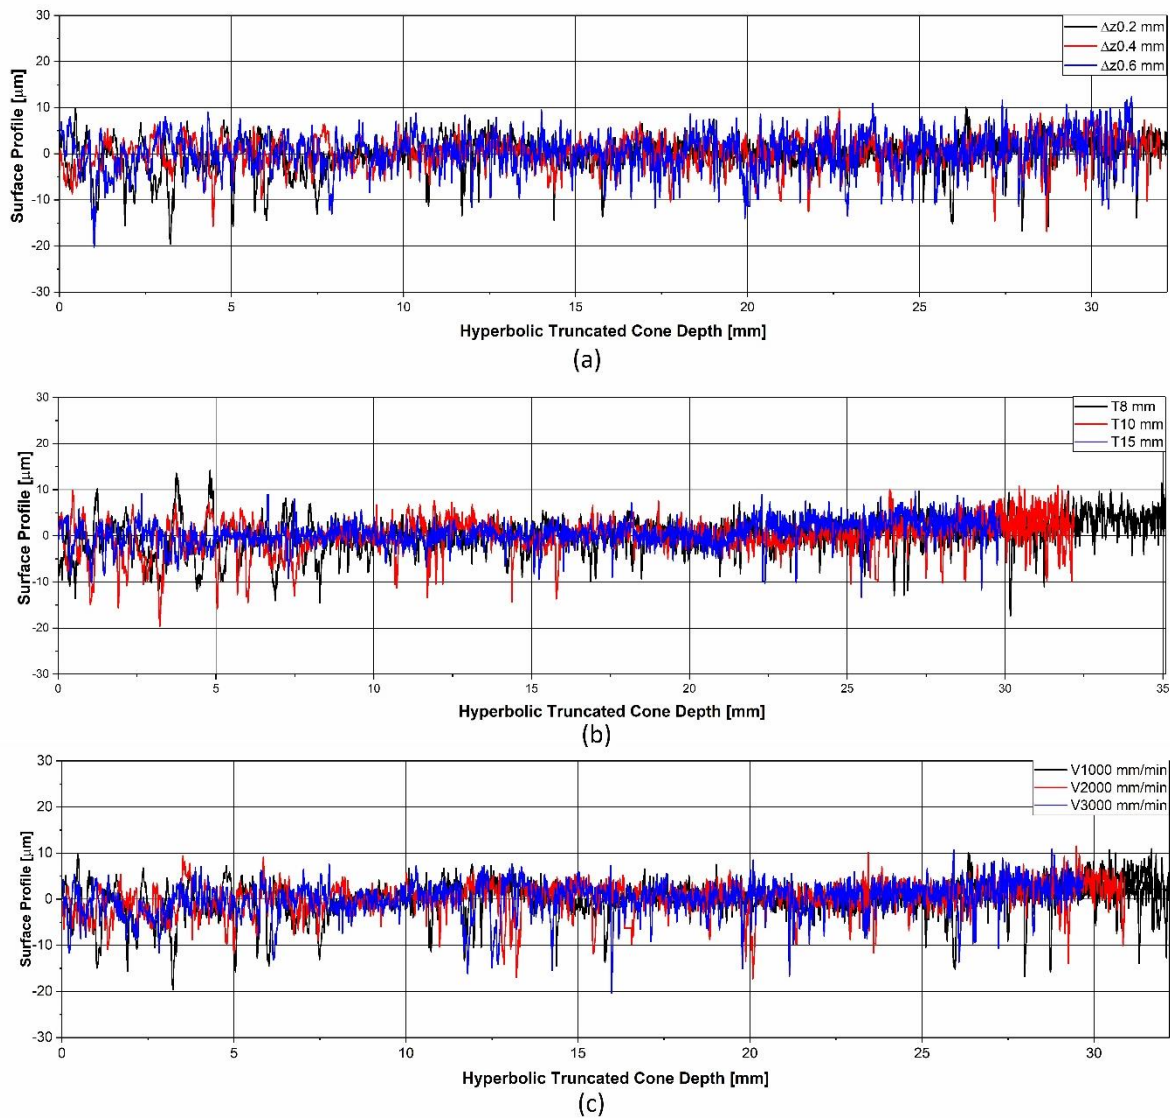 30
20
10
0
-10
-20
-30
Surface Profile [μm]
Δz0.2 mm
Δz0.4 mm
Δz0.6 mm
0 5 10 15 20 25 30
Hyperbolic Truncated Cone Depth [mm]
(a)
30
20
10
0
-10
-20
-30
Surface Profile [μm]
T8 mm
T10 mm
T15 mm
0 5 10 15 20 25 30 35
Hyperbolic Truncated Cone Depth [mm]
(b)
30
20
10
0
-10
-20
-30
Surface Profile [μm]
V1000 mm/min
V2000 mm/min
V3000 mm/min
0 5 10 15 20 25 30
Hyperbolic Truncated Cone Depth [mm]
(c)